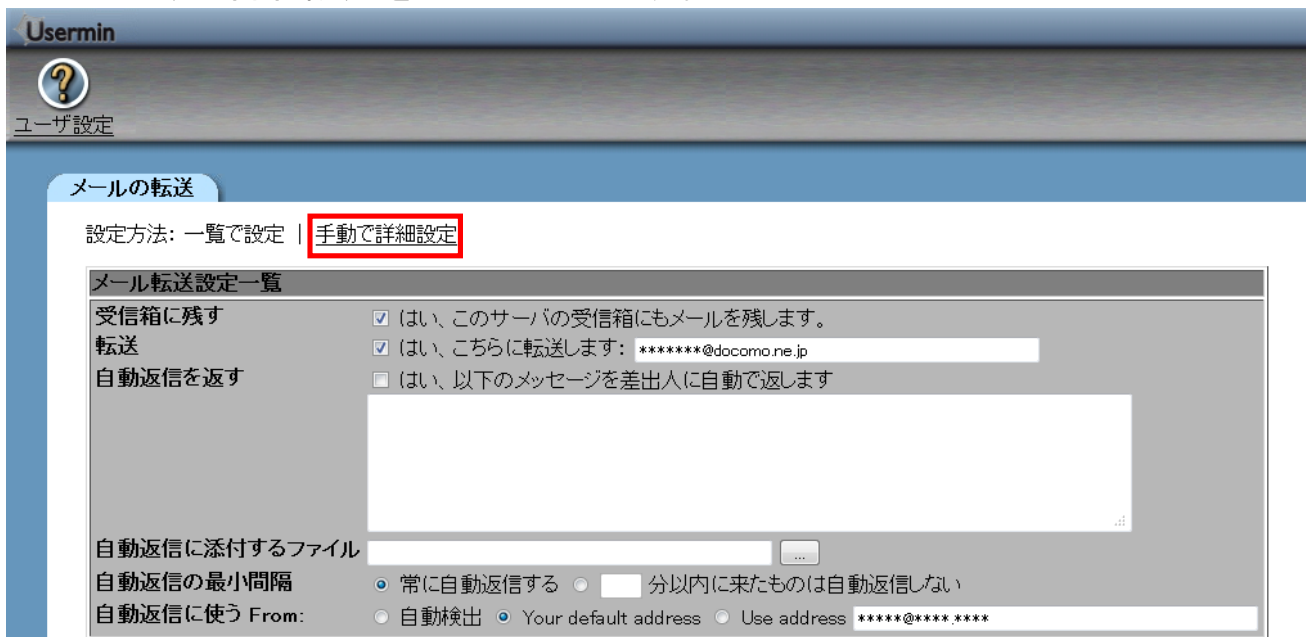 Usermin
ユーザ設定
メールの転送
設定方法: 一覧で設定 | 手動で詳細設定
メール転送設定一覧
受信箱に残す はい、このサーバの受信箱にもメールを残します。
転送 はい、こちらに転送します: *******@docomo.ne.jp
自動返信を返す はい、以下のメッセージを差出人に自動で返します
自動返信に添付するファイル ...
自動返信の最小間隔 常に自動返信する 分以内に来たものは自動返信しない
自動返信に使う From: 自動検出 Your default address Use address *****@****.****